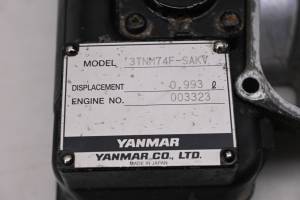 MODEL 3TNM74F-SAKV
DISPLACEMENT 0.993 ℓ
ENGINE NO. 003323
YANMAR
YANMAR CO., LTD.
MADE IN JAPAN